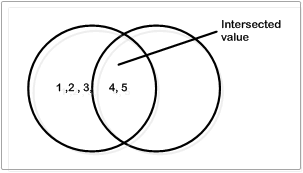 Intersected
value
1 ,2 , 3, 4, 5